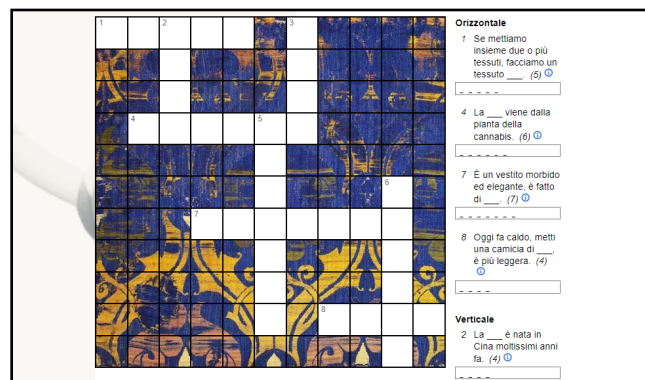 1 2 3
4 5
6
7
8
Orizzontale
1 Se mettiamo
insieme due o più
tessuti, facciamo un
tessuto ___. (5)
_ _ _ _ _
4 La ___ viene dalla
pianta della
cannabis. (6)
_ _ _ _ _ _
7 È un vestito morbido
ed elegante, è fatto
di ___. (7)
_ _ _ _ _ _ _
8 Oggi fa caldo, metti
una camicia di ___,
è più leggera. (4)
_ _ _ _
Verticale
2 La ___ è nata in
Cina moltissimi anni
fa. (4)
_ _ _ _